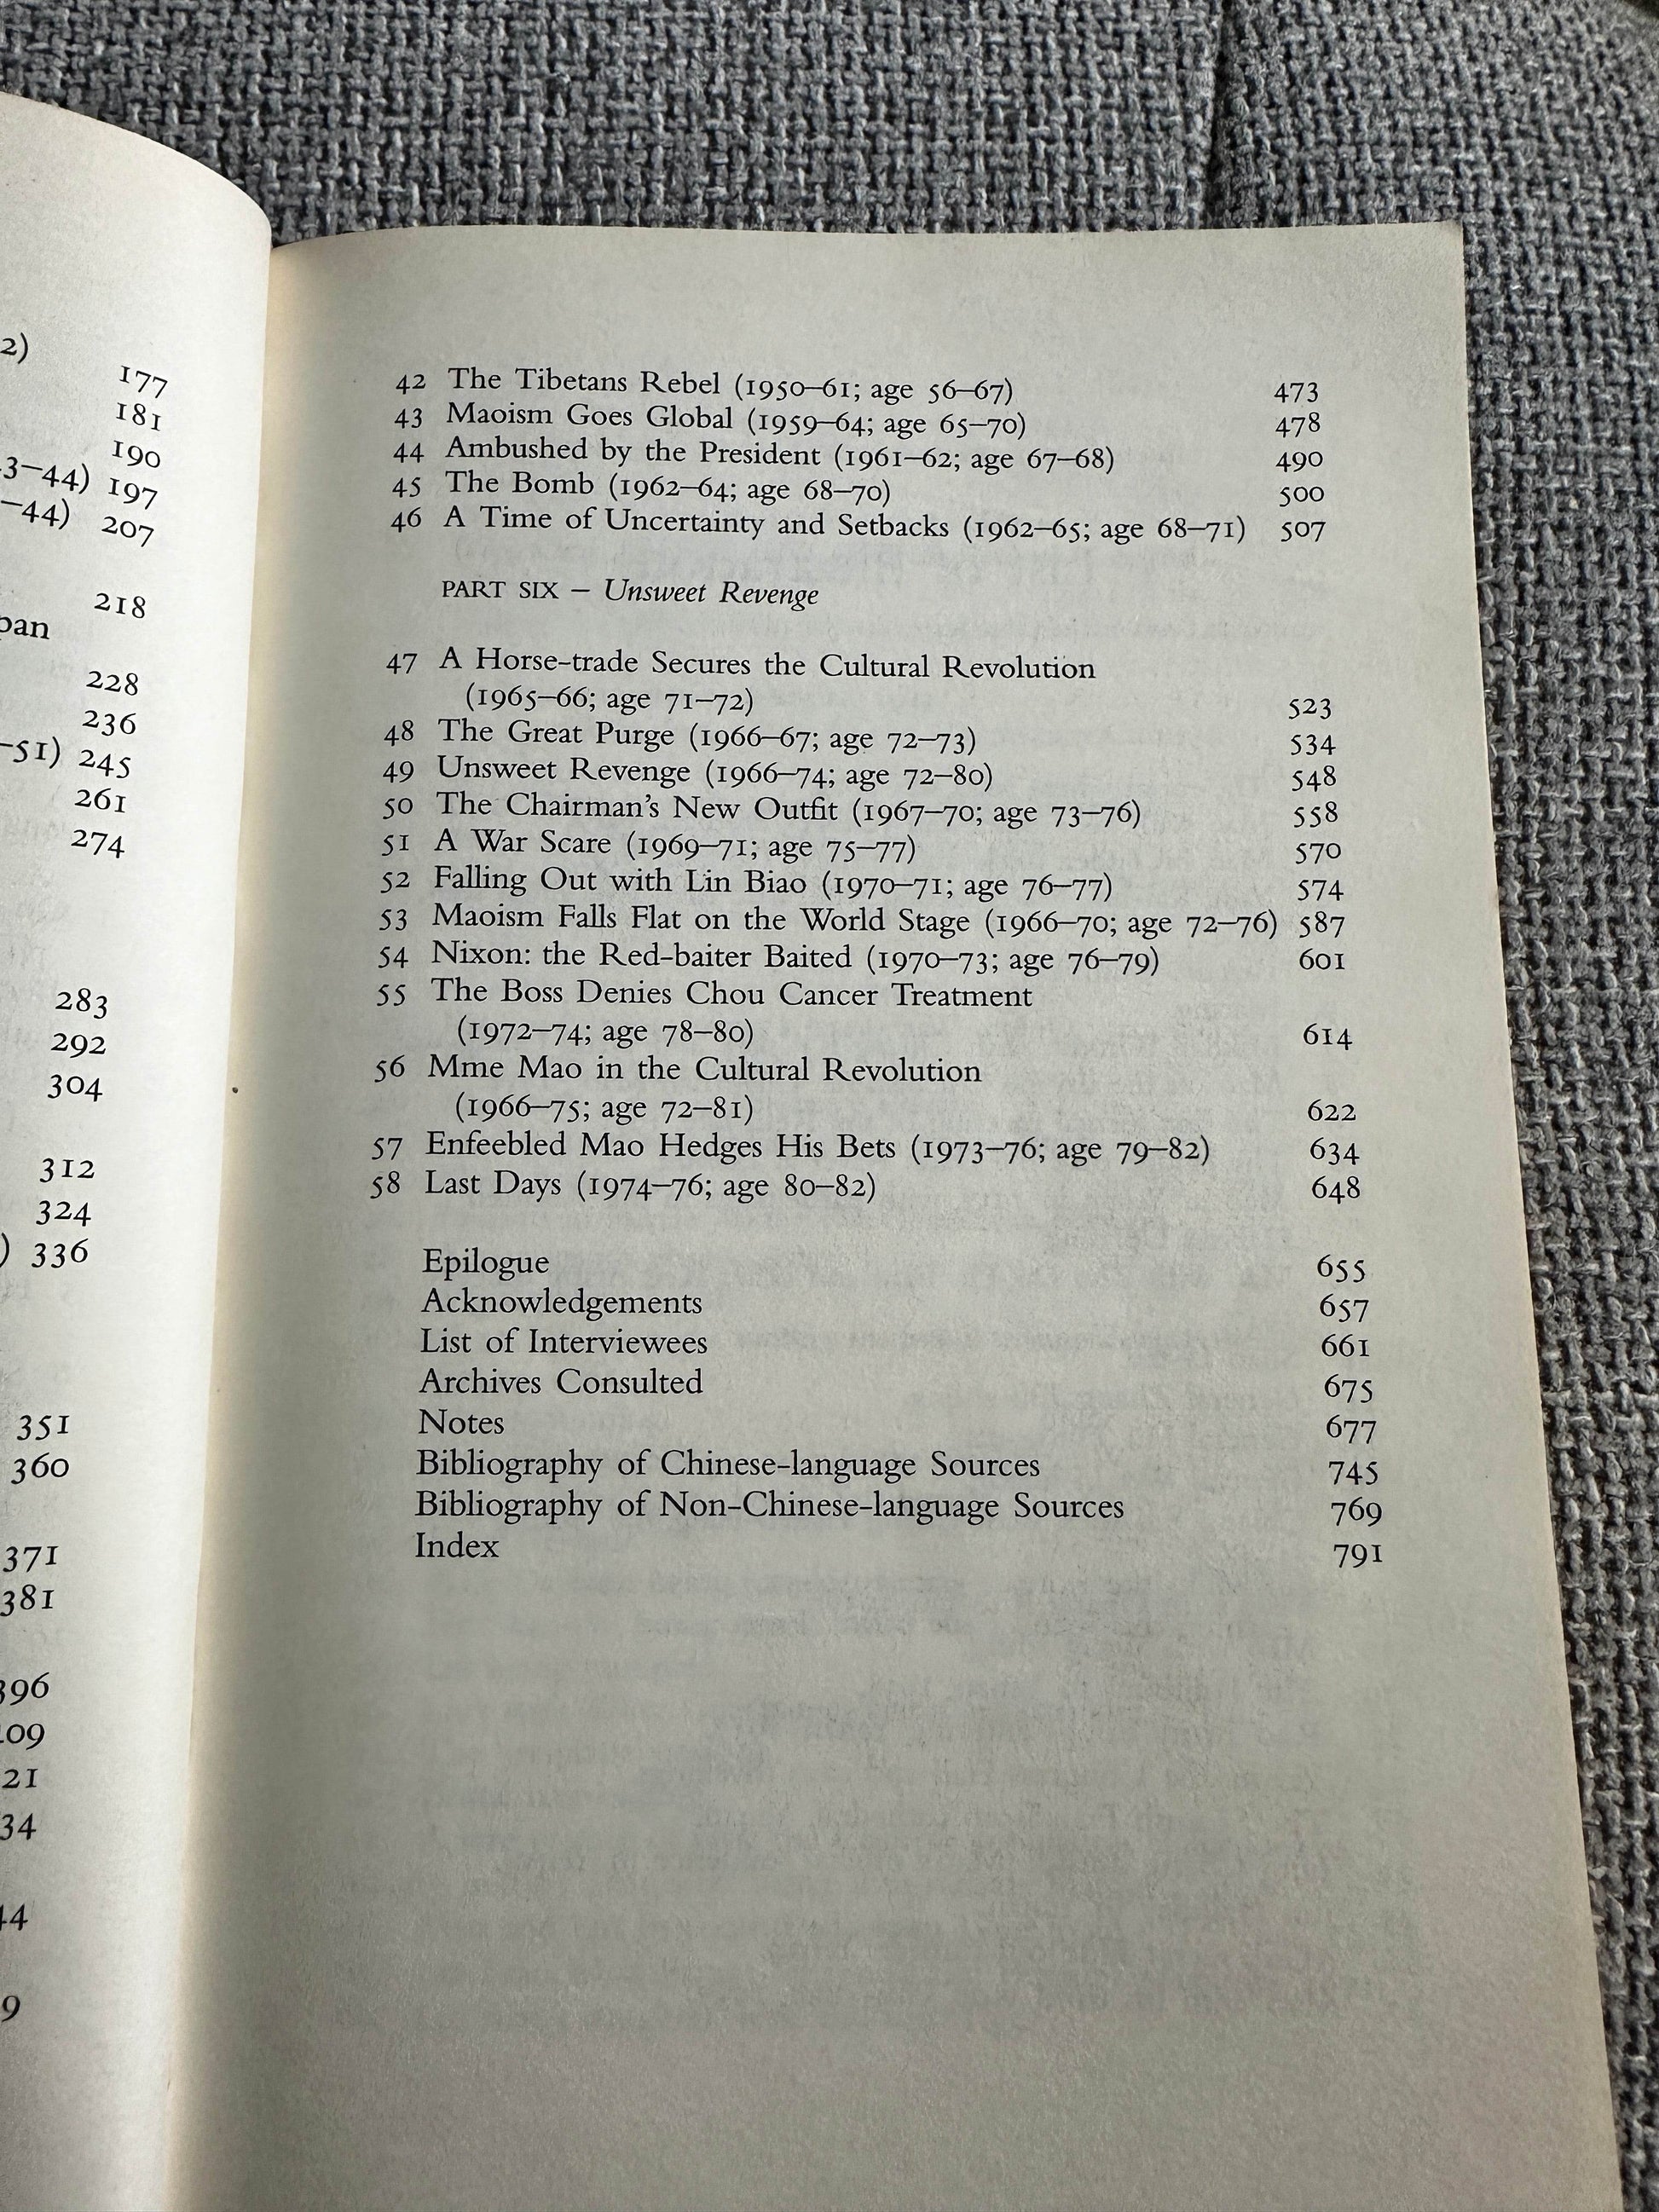 2)
177
181
190
3–44) 197
–44) 207
218
pan
228
236
–51) 245
261
274
283
292
304
312
324
) 336
351
360
371
381
396
09
21
34
44
9
42 The Tibetans Rebel (1950–61; age 56–67) 473
43 Maoism Goes Global (1959–64; age 65–70) 478
44 Ambushed by the President (1961–62; age 67–68) 490
45 The Bomb (1962–64; age 68–70) 500
46 A Time of Uncertainty and Setbacks (1962–65; age 68–71) 507
PART SIX – Unsweet Revenge
47 A Horse-trade Secures the Cultural Revolution
(1965–66; age 71–72) 523
48 The Great Purge (1966–67; age 72–73) 534
49 Unsweet Revenge (1966–74; age 72–80) 548
50 The Chairman's New Outfit (1967–70; age 73–76) 558
51 A War Scare (1969–71; age 75–77) 570
52 Falling Out with Lin Biao (1970–71; age 76–77) 574
53 Maoism Falls Flat on the World Stage (1966–70; age 72–76) 587
54 Nixon: the Red-baiter Baited (1970–73; age 76–79) 601
55 The Boss Denies Chou Cancer Treatment
(1972–74; age 78–80) 614
56 Mme Mao in the Cultural Revolution
(1966–75; age 72–81) 622
57 Enfeebled Mao Hedges His Bets (1973–76; age 79–82) 634
58 Last Days (1974–76; age 80–82) 648
Epilogue 655
Acknowledgements 657
List of Interviewees 661
Archives Consulted 675
Notes 677
Bibliography of Chinese-language Sources 745
Bibliography of Non-Chinese-language Sources 769
Index 791